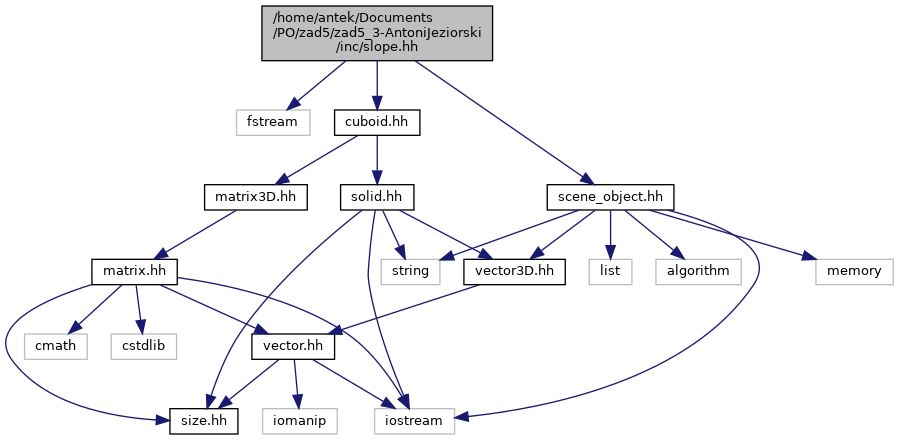 /home/antek/Documents
/PO/zad5/zad5_3-AntoniJeziorski
/inc/slope.hh
fstream
cuboid.hh
matrix3D.hh
solid.hh
scene_object.hh
matrix.hh
string
vector3D.hh
list
algorithm
memory
cmath
cstdlib
vector.hh
size.hh
iomanip
iostream